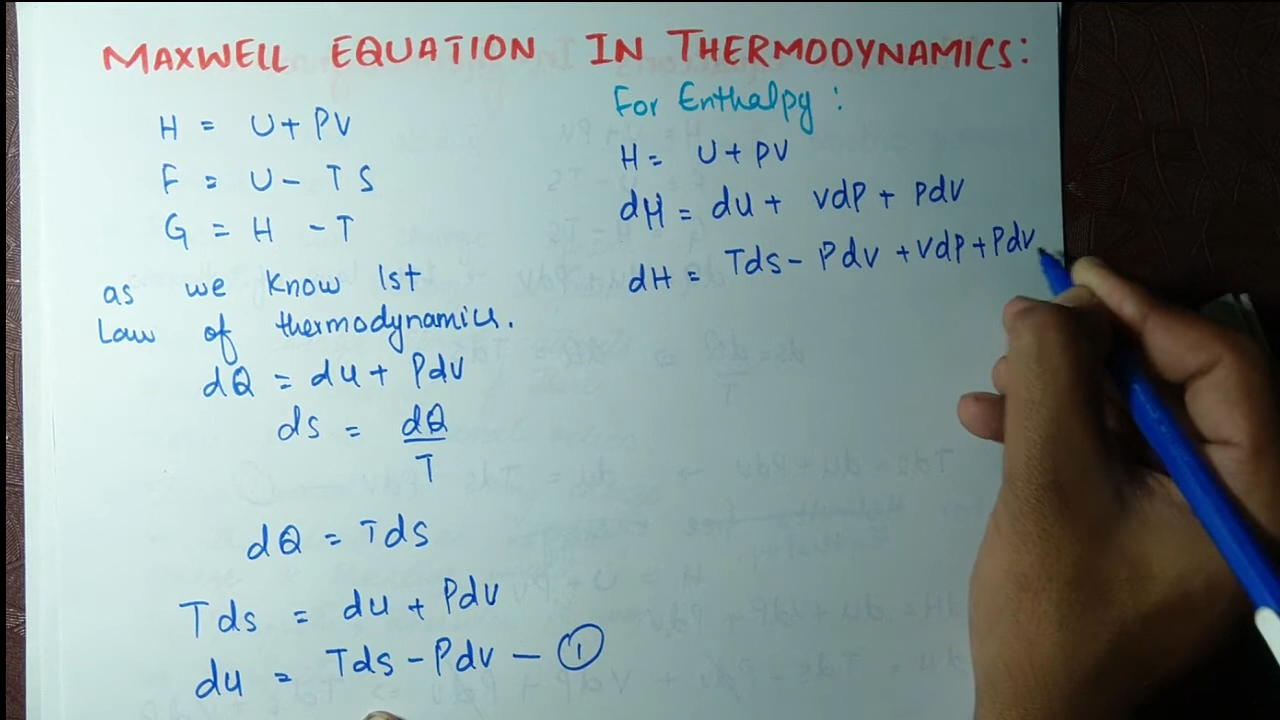 MAXWELL EQUATION IN THERMODYNAMICS:
H = U + PV
F = U - TS
G = H - T
as we know 1st
Law of thermodynamics.
dQ = du + Pdv
ds = dQ/T
dQ = Tds
Tds = du + Pdv
du = Tds - Pdv - ①
For Enthalpy:
H = U + PV
dH = du + vdp + pdv
dH = Tds - Pdv + vdp + Pdv